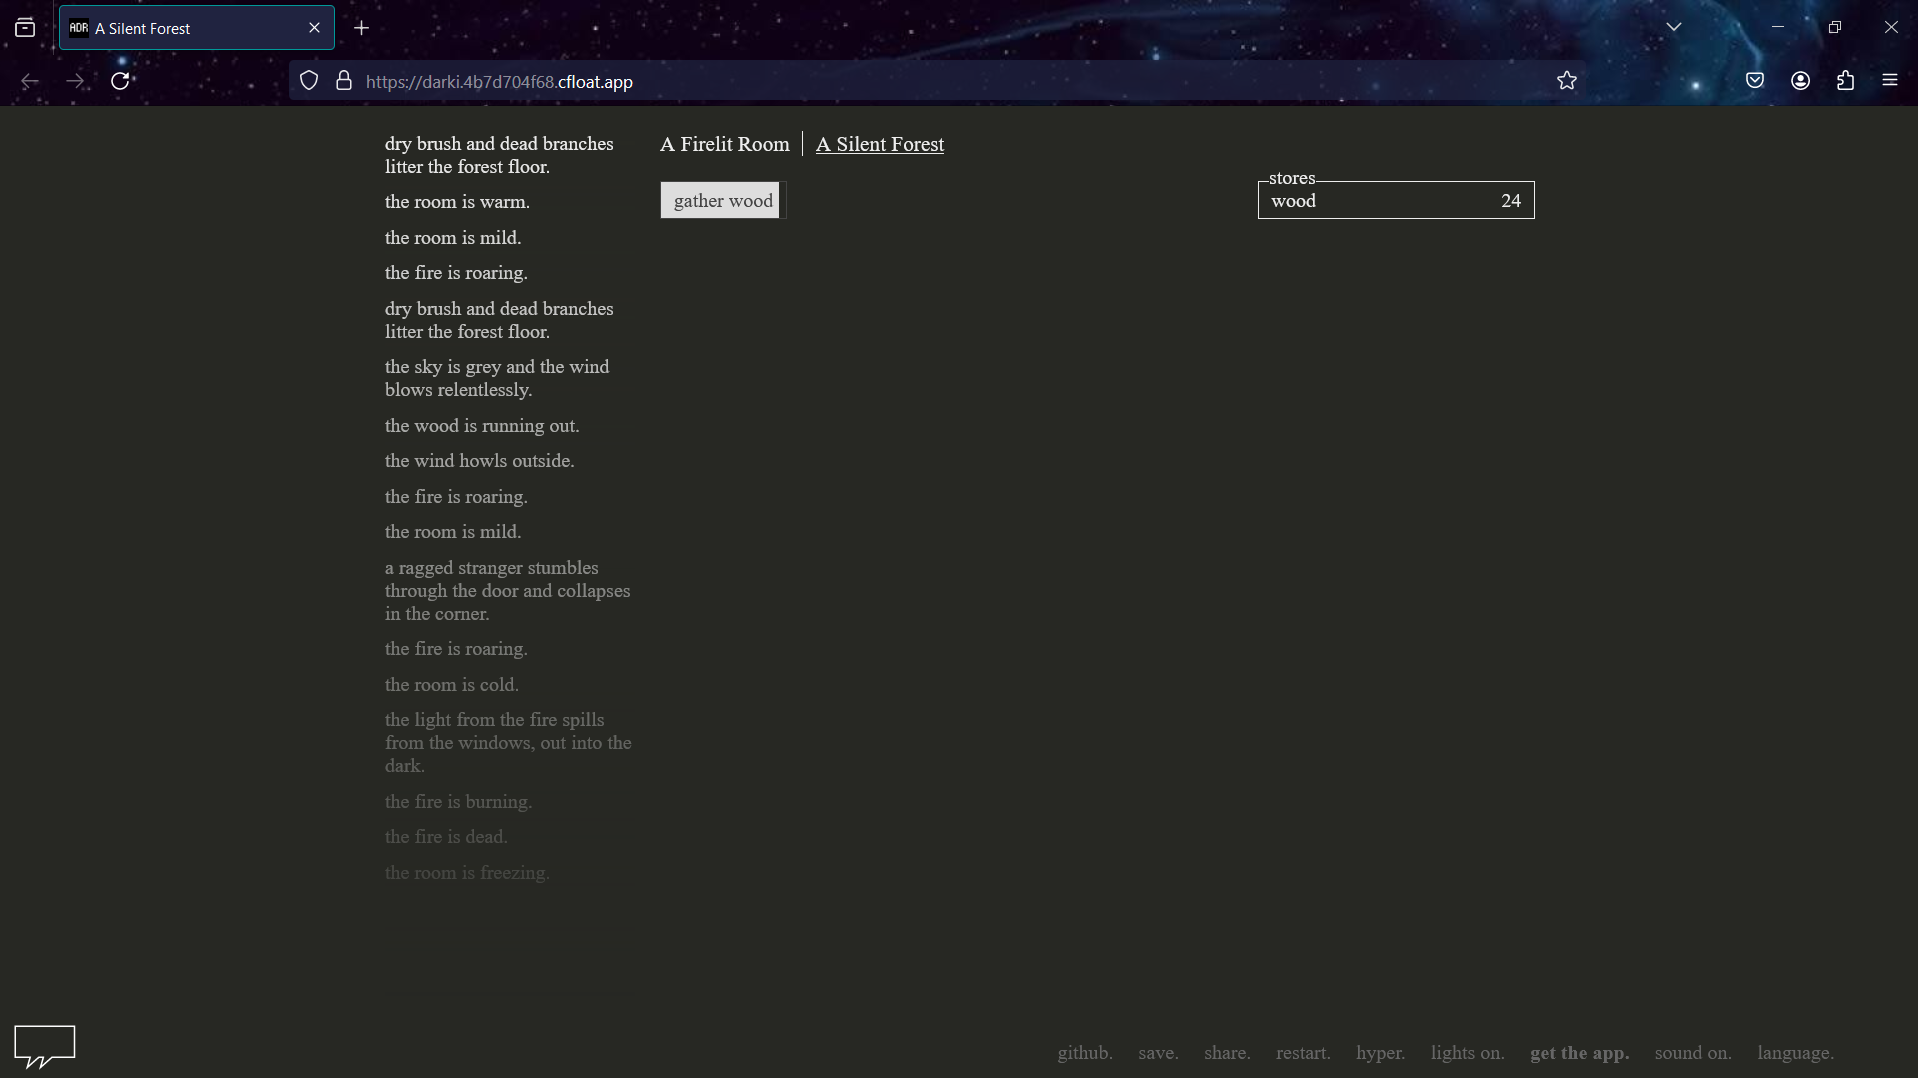 ADR A Silent Forest
https://darki.4b7d704f68.cfloat.app
dry brush and dead branches
litter the forest floor.
the room is warm.
the room is mild.
the fire is roaring.
dry brush and dead branches
litter the forest floor.
the sky is grey and the wind
blows relentlessly.
the wood is running out.
the wind howls outside.
the fire is roaring.
the room is mild.
a ragged stranger stumbles
through the door and collapses
in the corner.
the fire is roaring.
the room is cold.
the light from the fire spills
from the windows, out into the
dark.
the fire is burning.
the fire is dead.
the room is freezing.
A Firelit Room A Silent Forest
gather wood
stores
wood 24
github. save. share. restart. hyper. lights on. get the app. sound on. language.